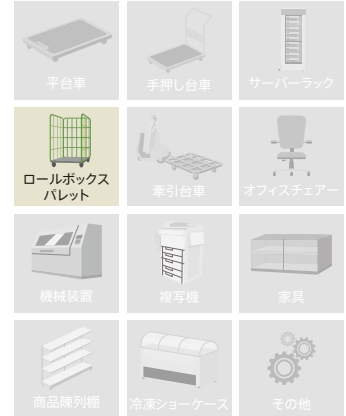 平台車
手押し台車
サーバーラック
ロールボックス
パレット
牽引台車
オフィスチェアー
機械装置
複写機
家具
商品陳列棚
冷凍ショーケース
その他